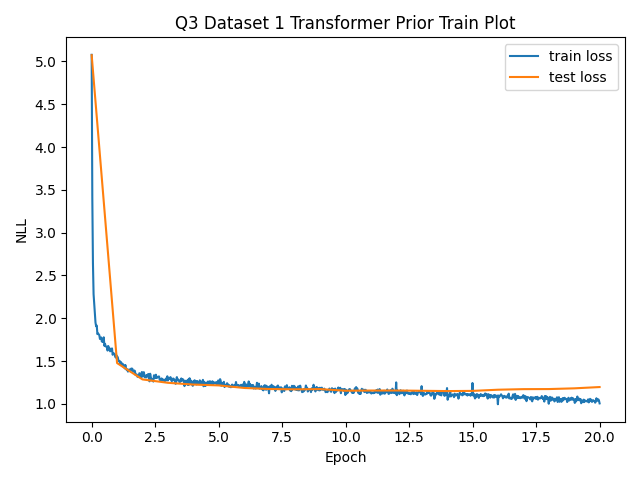 Q3 Dataset 1 Transformer Prior Train Plot
train loss
test loss
NLL
5.0
4.5
4.0
3.5
3.0
2.5
2.0
1.5
1.0
0.0 2.5 5.0 7.5 10.0 12.5 15.0 17.5 20.0
Epoch